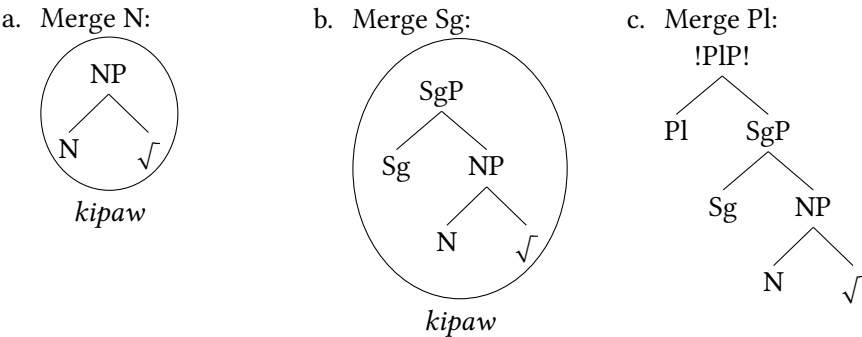 a. Merge N:
NP
N √
kipaw
b. Merge Sg:
SgP
Sg NP
N √
kipaw
c. Merge Pl:
!PlP!
Pl SgP
Sg NP
N √